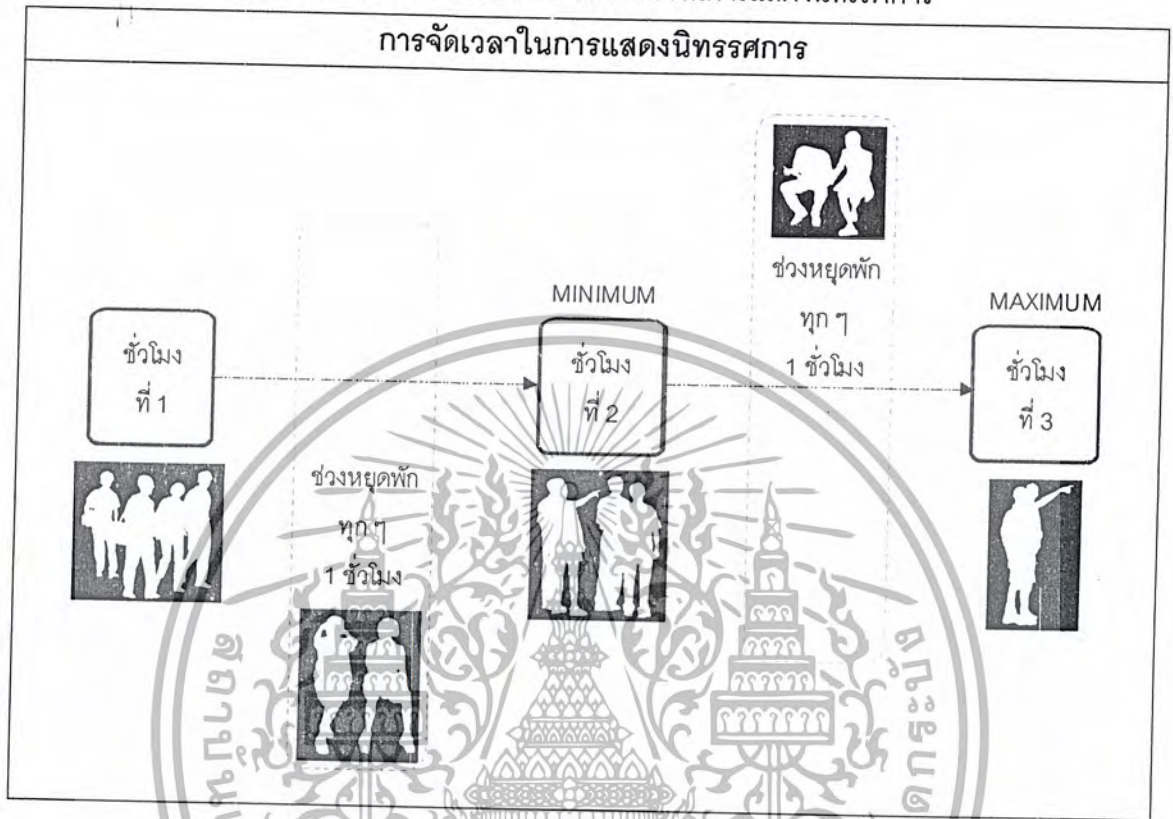 การจัดเวลาในการแสดงนิทรรศการ
ช่วงหยุดพัก
ทุก ๆ
1 ชั่วโมง
MINIMUM
MAXIMUM
ชั่วโมง
ที่ 1
ชั่วโมง
ที่ 2
ชั่วโมง
ที่ 3
ช่วงหยุดพัก
ทุก ๆ
1 ชั่วโมง